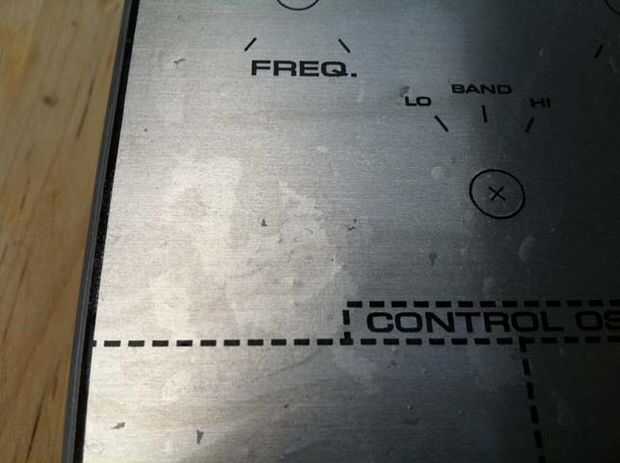 FREQ.
BAND
LO HI
CONTROL OS